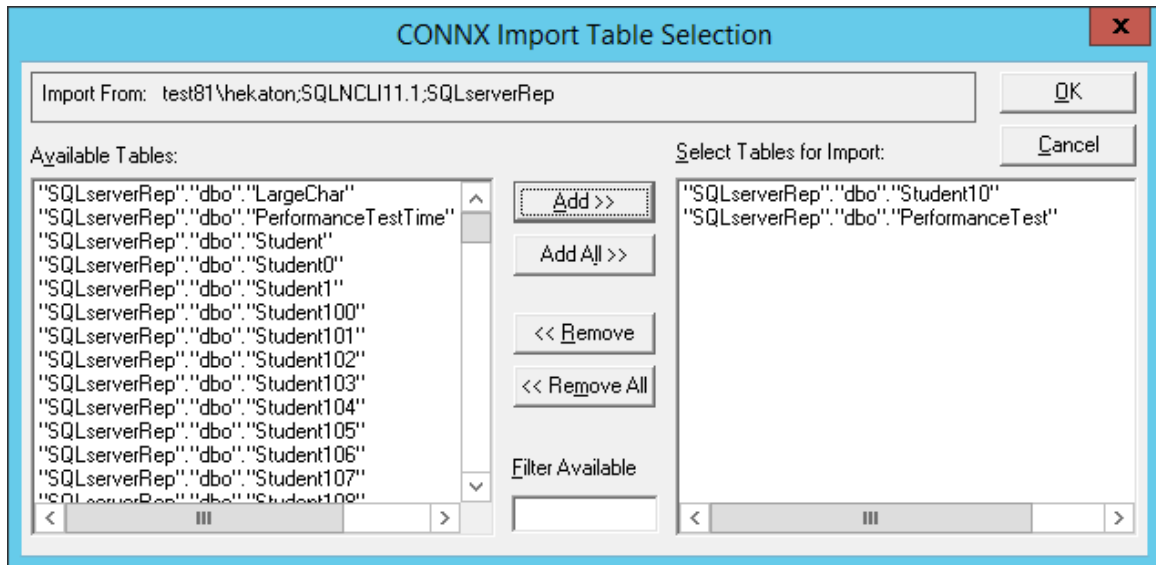 CONNX Import Table Selection
x
Import From: test81\hekaton;SQLNCLI11.1;SQLserverRep
OK
Cancel
Available Tables:
"SQLserverRep"."dbo"."LargeChar"
"SQLserverRep"."dbo"."PerformanceTestTime"
"SQLserverRep"."dbo"."Student"
"SQLserverRep"."dbo"."Student0"
"SQLserverRep"."dbo"."Student1"
"SQLserverRep"."dbo"."Student100"
"SQLserverRep"."dbo"."Student101"
"SQLserverRep"."dbo"."Student102"
"SQLserverRep"."dbo"."Student103"
"SQLserverRep"."dbo"."Student104"
"SQLserverRep"."dbo"."Student105"
"SQLserverRep"."dbo"."Student106"
"SQLserverRep"."dbo"."Student107"
"SQLserverRep"."dbo"."Student108"
Add >>
Add All >>
<< Remove
<< Remove All
Filter Available
Select Tables for Import:
"SQLserverRep"."dbo"."Student10"
"SQLserverRep"."dbo"."PerformanceTest"